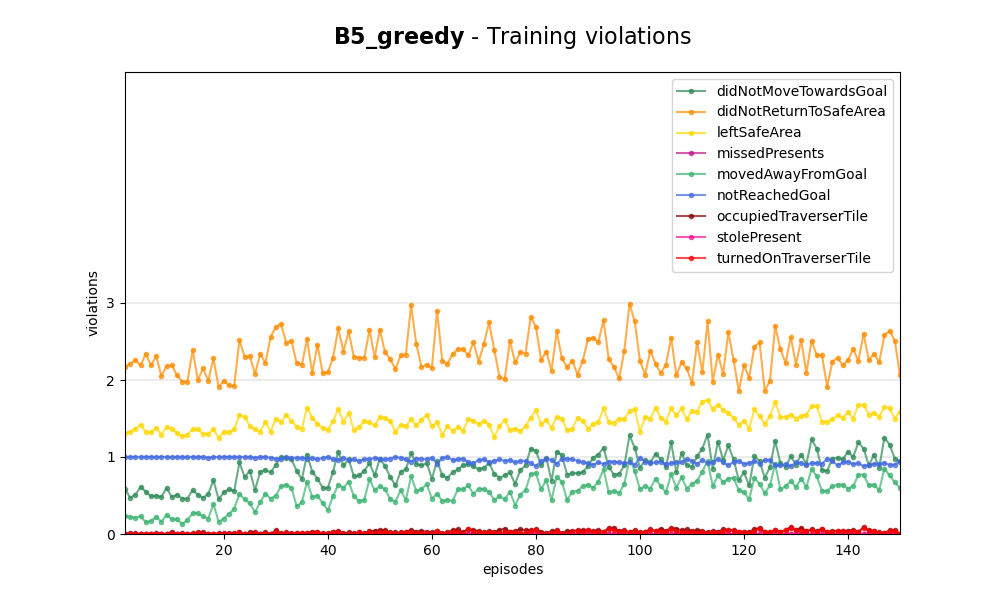 B5_greedy - Training violations
didNotMoveTowardsGoal
didNotReturnToSafeArea
leftSafeArea
missedPresents
movedAwayFromGoal
notReachedGoal
occupiedTraverserTile
stolePresent
turnedOnTraverserTile
violations
3
2
1
0
20
40
60
80
100
120
140
episodes